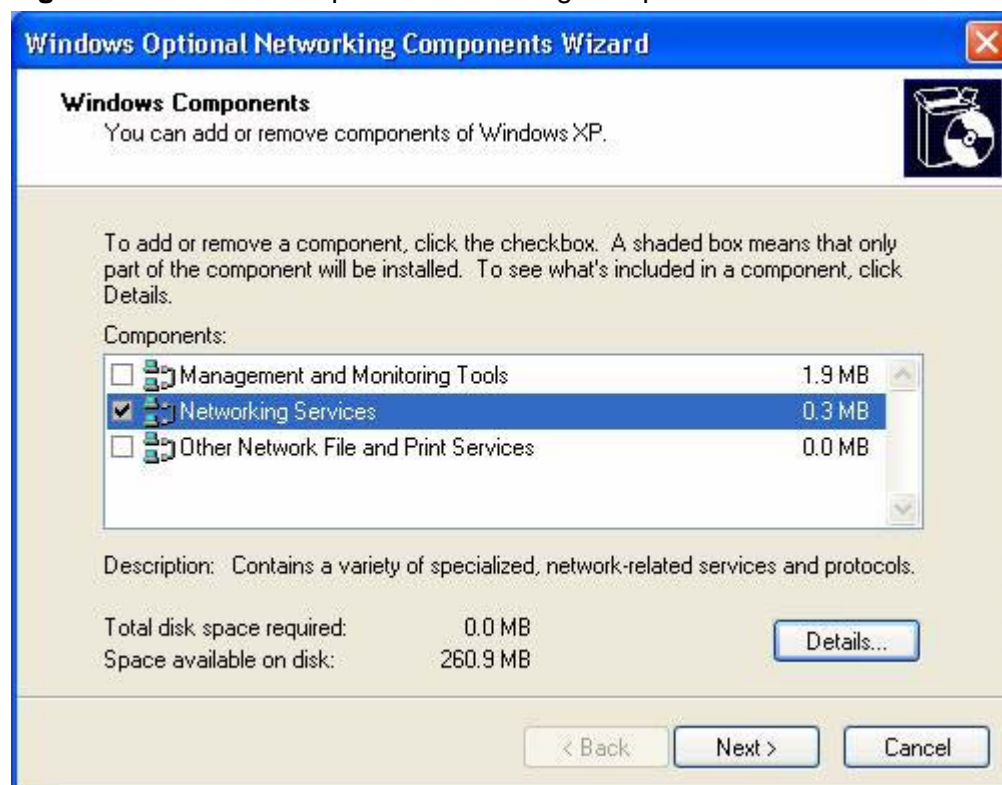 Windows Optional Networking Components Wizard
Windows Components
You can add or remove components of Windows XP.
To add or remove a component, click the checkbox. A shaded box means that only
part of the component will be installed. To see what's included in a component, click
Details.
Components:
Management and Monitoring Tools 1.9 MB
Networking Services 0.3 MB
Other Network File and Print Services 0.0 MB
Description: Contains a variety of specialized, network-related services and protocols.
Total disk space required: 0.0 MB
Space available on disk: 260.9 MB
Details...
< Back Next > Cancel